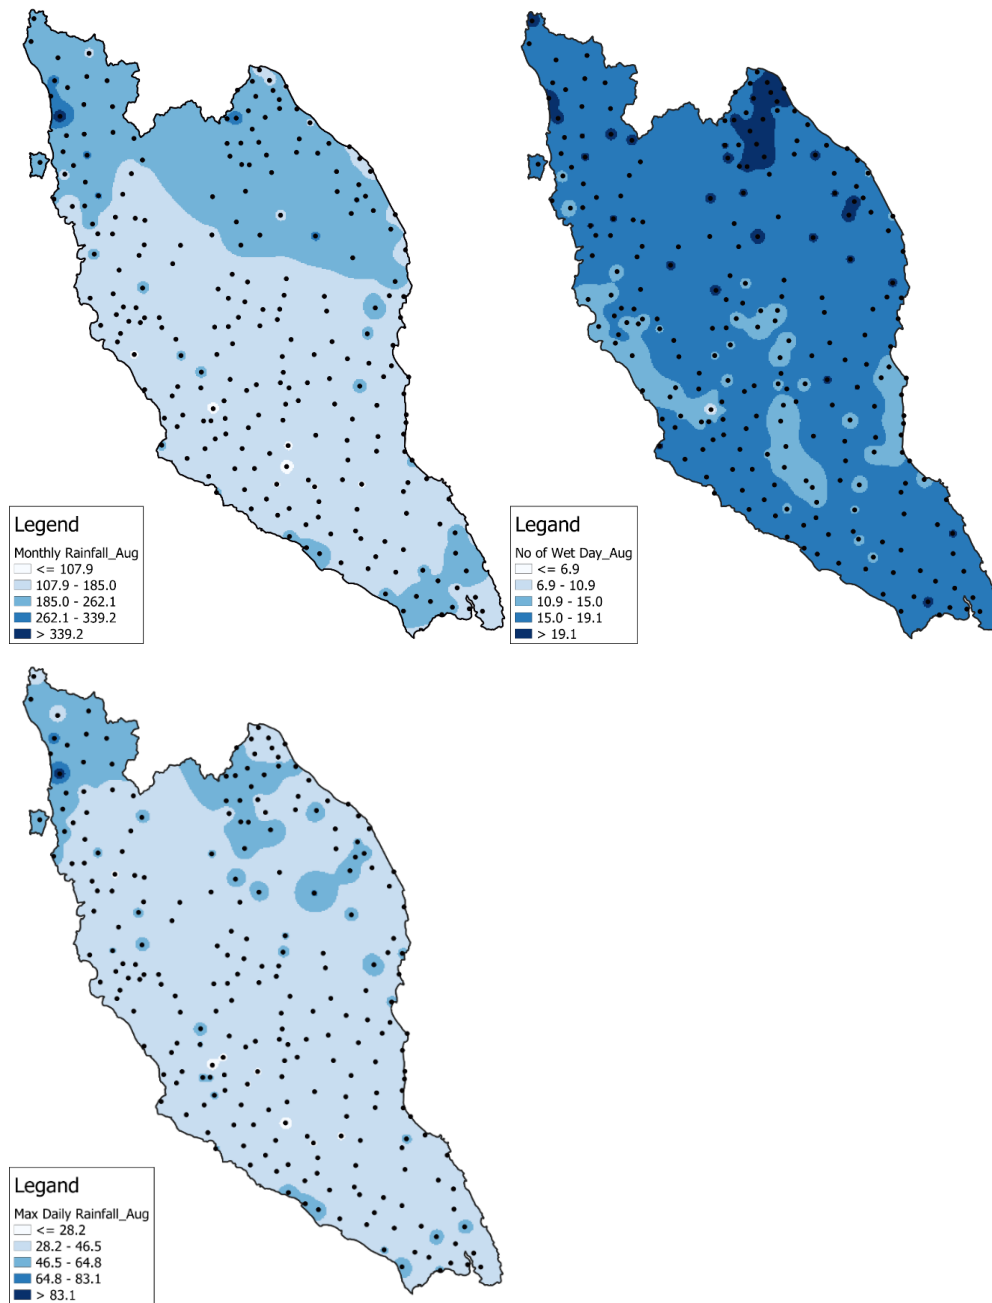 Legend
Monthly Rainfall_Aug
<= 107.9
107.9 - 185.0
185.0 - 262.1
262.1 - 339.2
> 339.2
Legand
No of Wet Day_Aug
<= 6.9
6.9 - 10.9
10.9 - 15.0
15.0 - 19.1
> 19.1
Legand
Max Daily Rainfall_Aug
<= 28.2
28.2 - 46.5
46.5 - 64.8
64.8 - 83.1
> 83.1